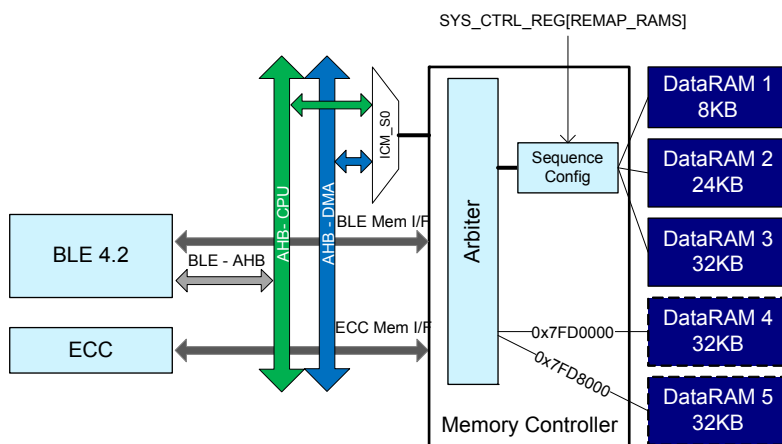 SYS_CTRL_REG[REMAP_RAMS]
DataRAM 1
8KB
ICM_S0
Sequence
Config
DataRAM 2
24KB
AHB- CPU
AHB - DMA
BLE Mem I/F
Arbiter
DataRAM 3
32KB
BLE 4.2
BLE - AHB
ECC Mem I/F
0x7FD0000
DataRAM 4
32KB
ECC
0x7FD8000
DataRAM 5
32KB
Memory Controller